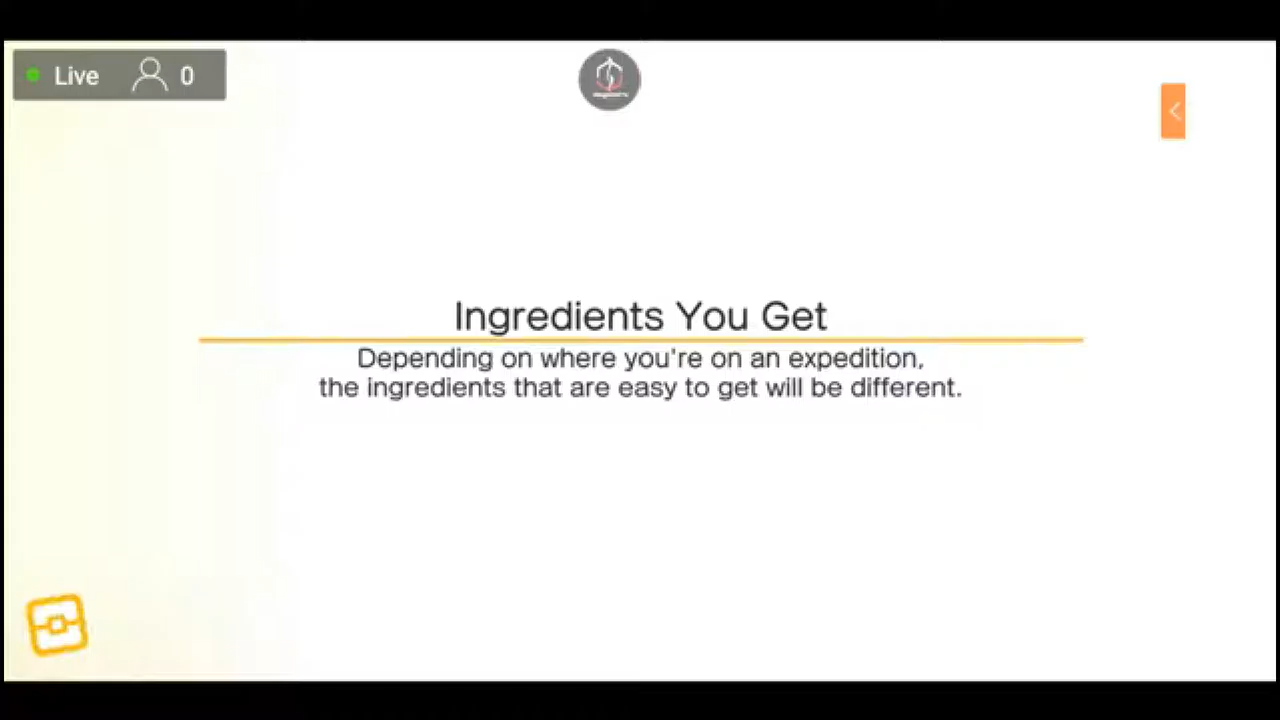 Live 0
Ingredients You Get
Depending on where you're on an expedition,
the ingredients that are easy to get will be different.